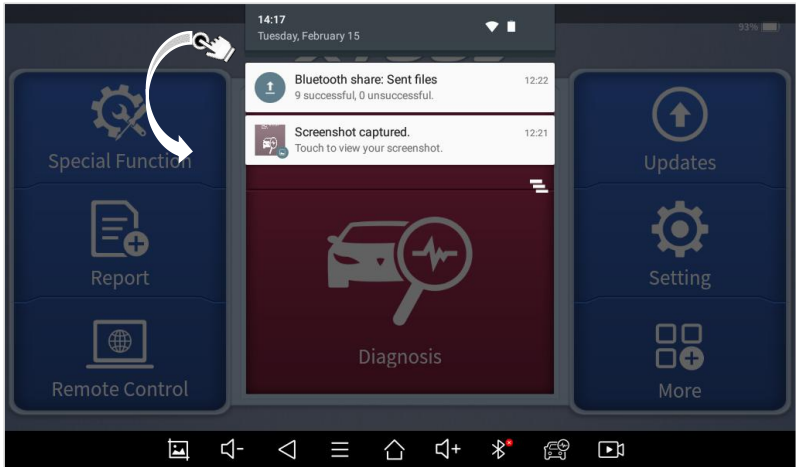 14:17
Tuesday, February 15
93%
Bluetooth share: Sent files
12:22
9 successful, 0 unsuccessful.
Screenshot captured.
12:21
Touch to view your screenshot.
Special Function
Updates
Report
Setting
Diagnosis
Remote Control
More